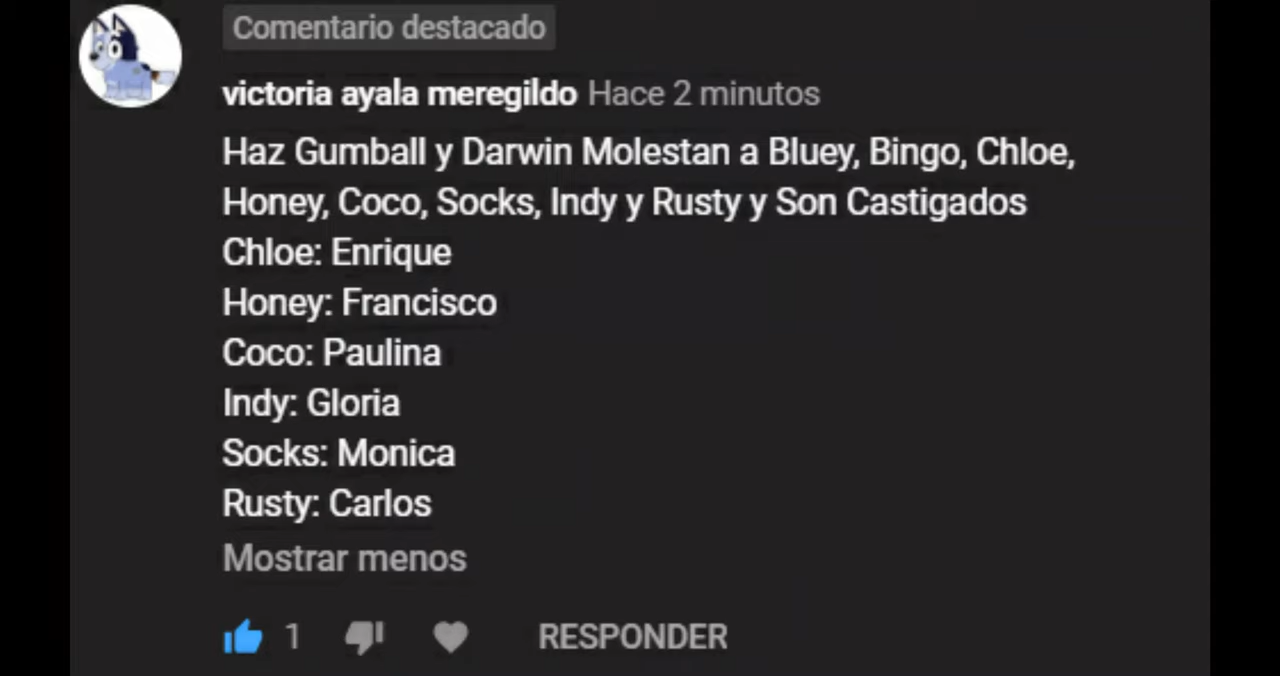 Comentario destacado
victoria ayala meregildo Hace 2 minutos
Haz Gumball y Darwin Molestan a Bluey, Bingo, Chloe,
Honey, Coco, Socks, Indy y Rusty y Son Castigados
Chloe: Enrique
Honey: Francisco
Coco: Paulina
Indy: Gloria
Socks: Monica
Rusty: Carlos
Mostrar menos
1 RESPONDER